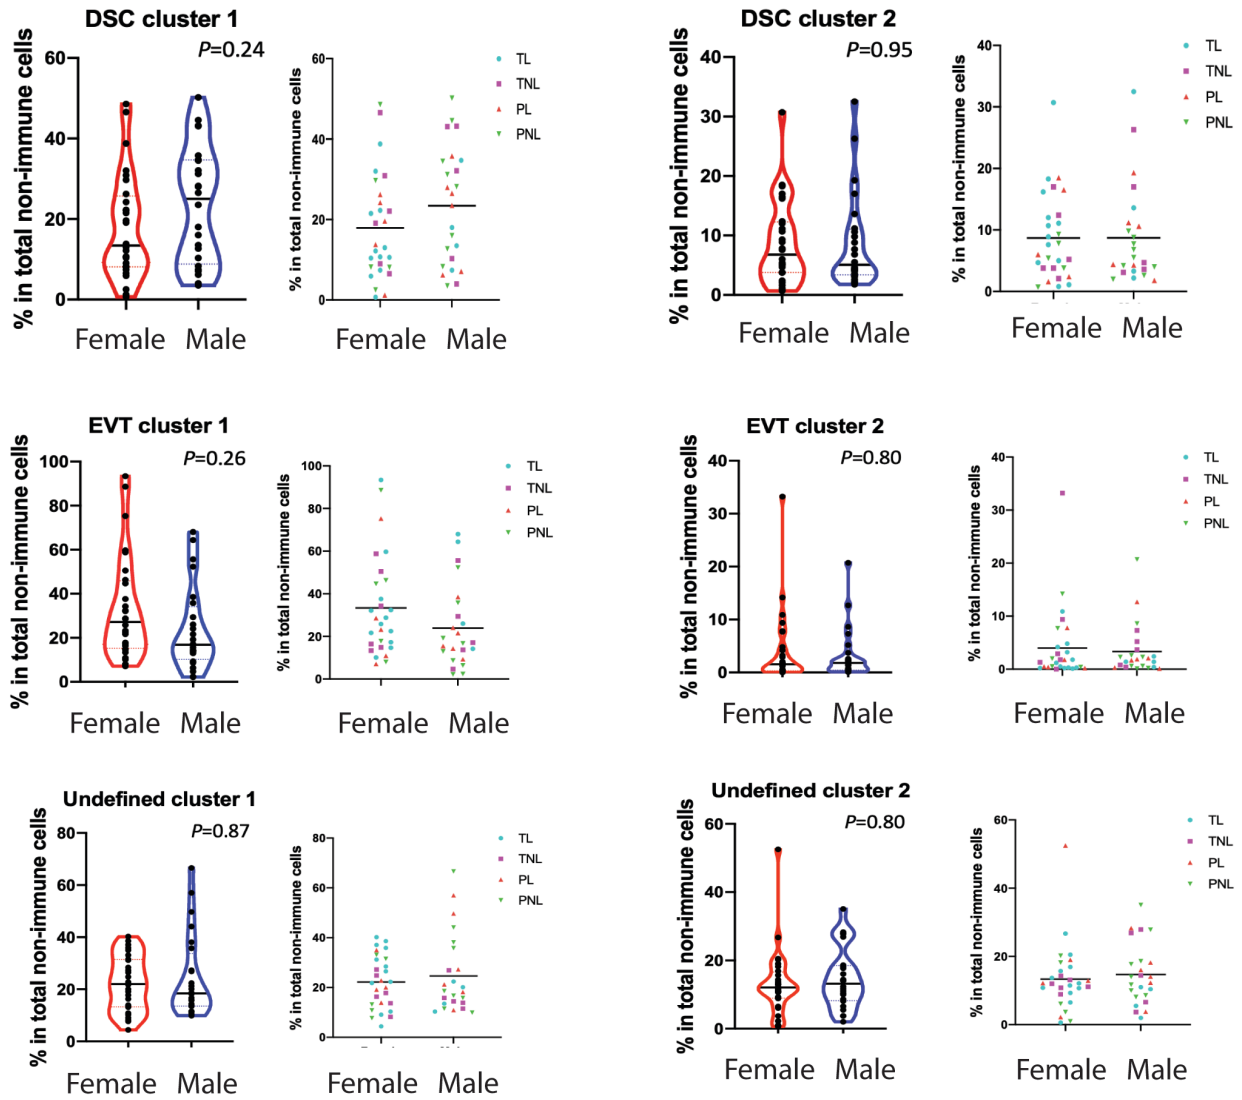 DSC cluster 1
P=0.24
% in total non-immune cells
60
40
20
0
Female Male
% in total non-immune cells
60
40
20
0
TL
TNL
PL
PNL
Female Male
DSC cluster 2
P=0.95
% in total non-immune cells
40
30
20
10
0
Female Male
% in total non-immune cells
40
30
20
10
0
TL
TNL
PL
PNL
Female Male
EVT cluster 1
P=0.26
% in total non-immune cells
100
80
60
40
20
0
Female Male
% in total non-immune cells
100
80
60
40
20
0
TL
TNL
PL
PNL
Female Male
EVT cluster 2
P=0.80
% in total non-immune cells
40
30
20
10
0
Female Male
% in total non-immune cells
40
30
20
10
0
TL
TNL
PL
PNL
Female Male
Undefined cluster 1
P=0.87
% in total non-immune cells
80
60
40
20
0
Female Male
% in total non-immune cells
80
60
40
20
0
TL
TNL
PL
PNL
Female Male
Undefined cluster 2
P=0.80
% in total non-immune cells
60
40
20
0
Female Male
% in total non-immune cells
60
40
20
0
TL
TNL
PL
PNL
Female Male